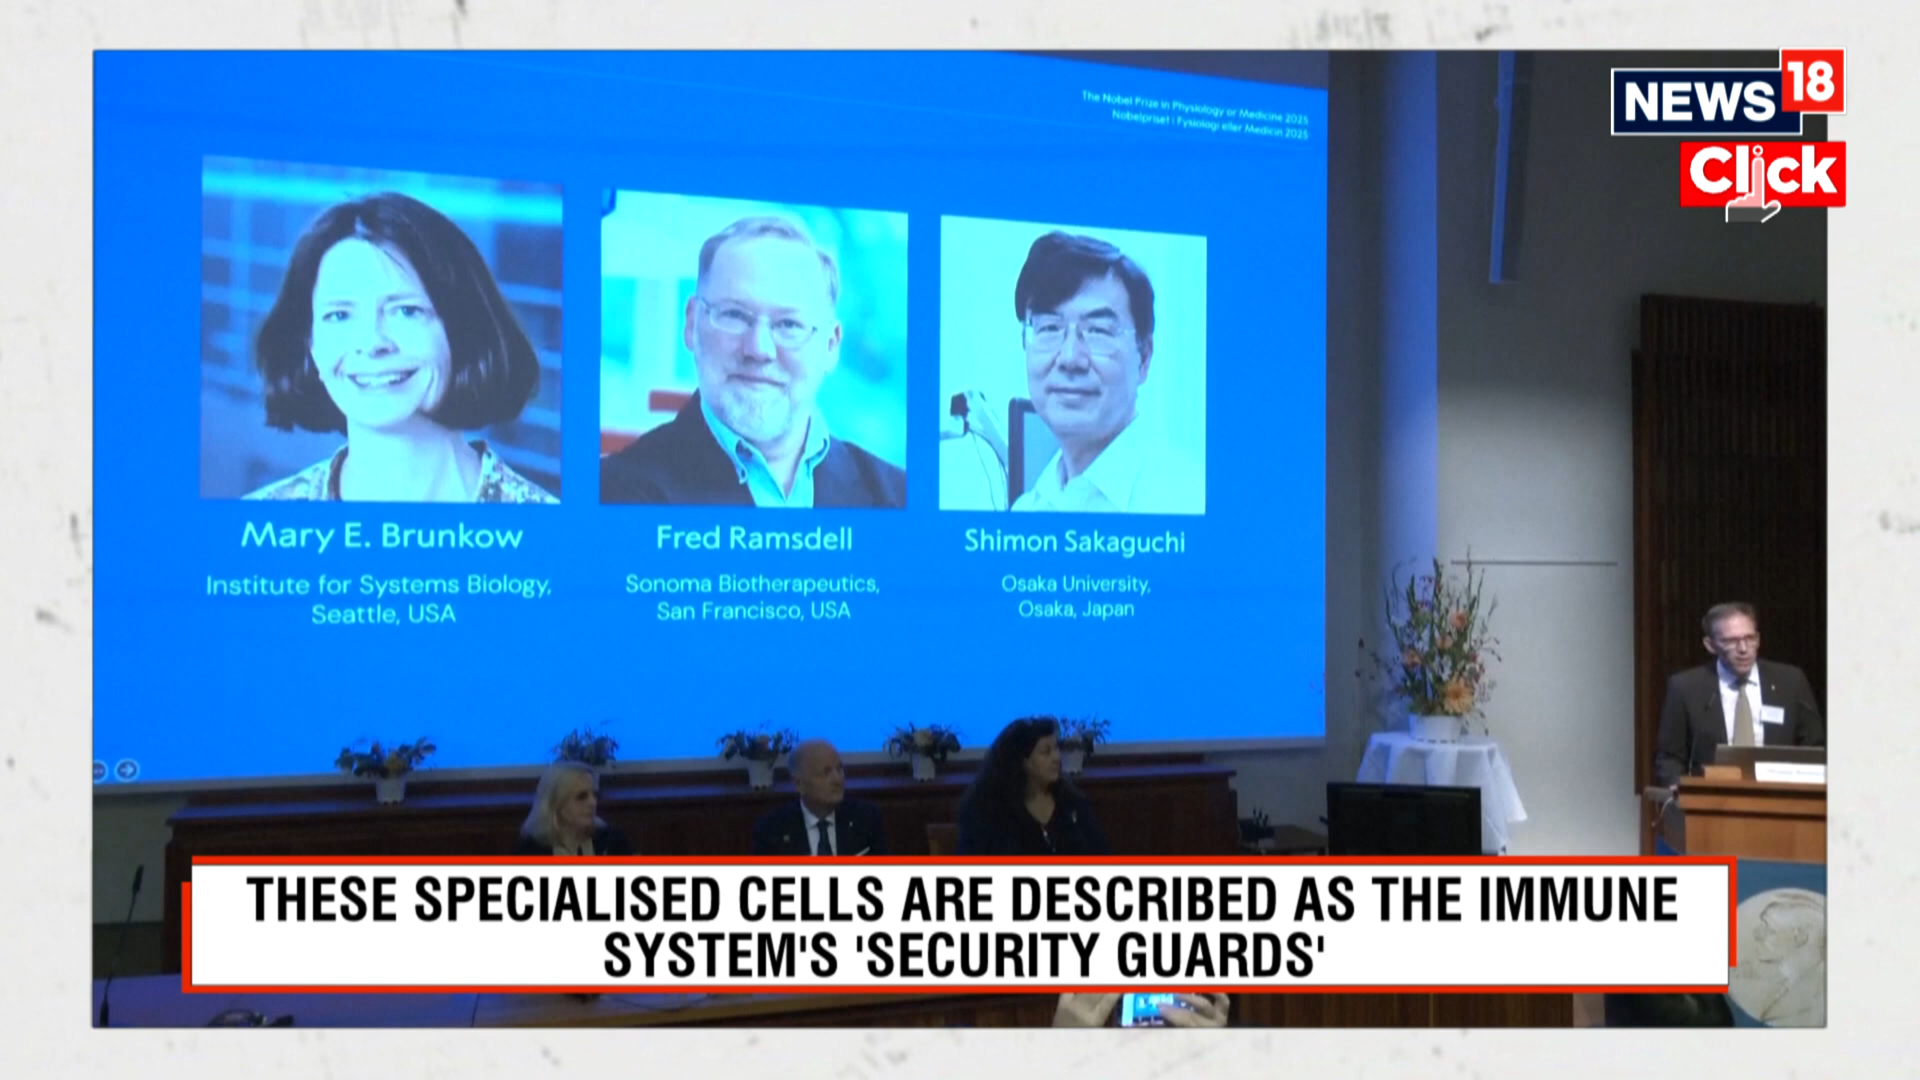 NEWS 18
Click
The Nobel Prize in Physiology or Medicine 2025
Nobelpriset i Fysiologi eller Medicin 2025
Mary E. Brunkow
Institute for Systems Biology,
Seattle, USA
Fred Ramsdell
Sonoma Biotherapeutics,
San Francisco, USA
Shimon Sakaguchi
Osaka University,
Osaka, Japan
THESE SPECIALISED CELLS ARE DESCRIBED AS THE IMMUNE
SYSTEM'S 'SECURITY GUARDS'